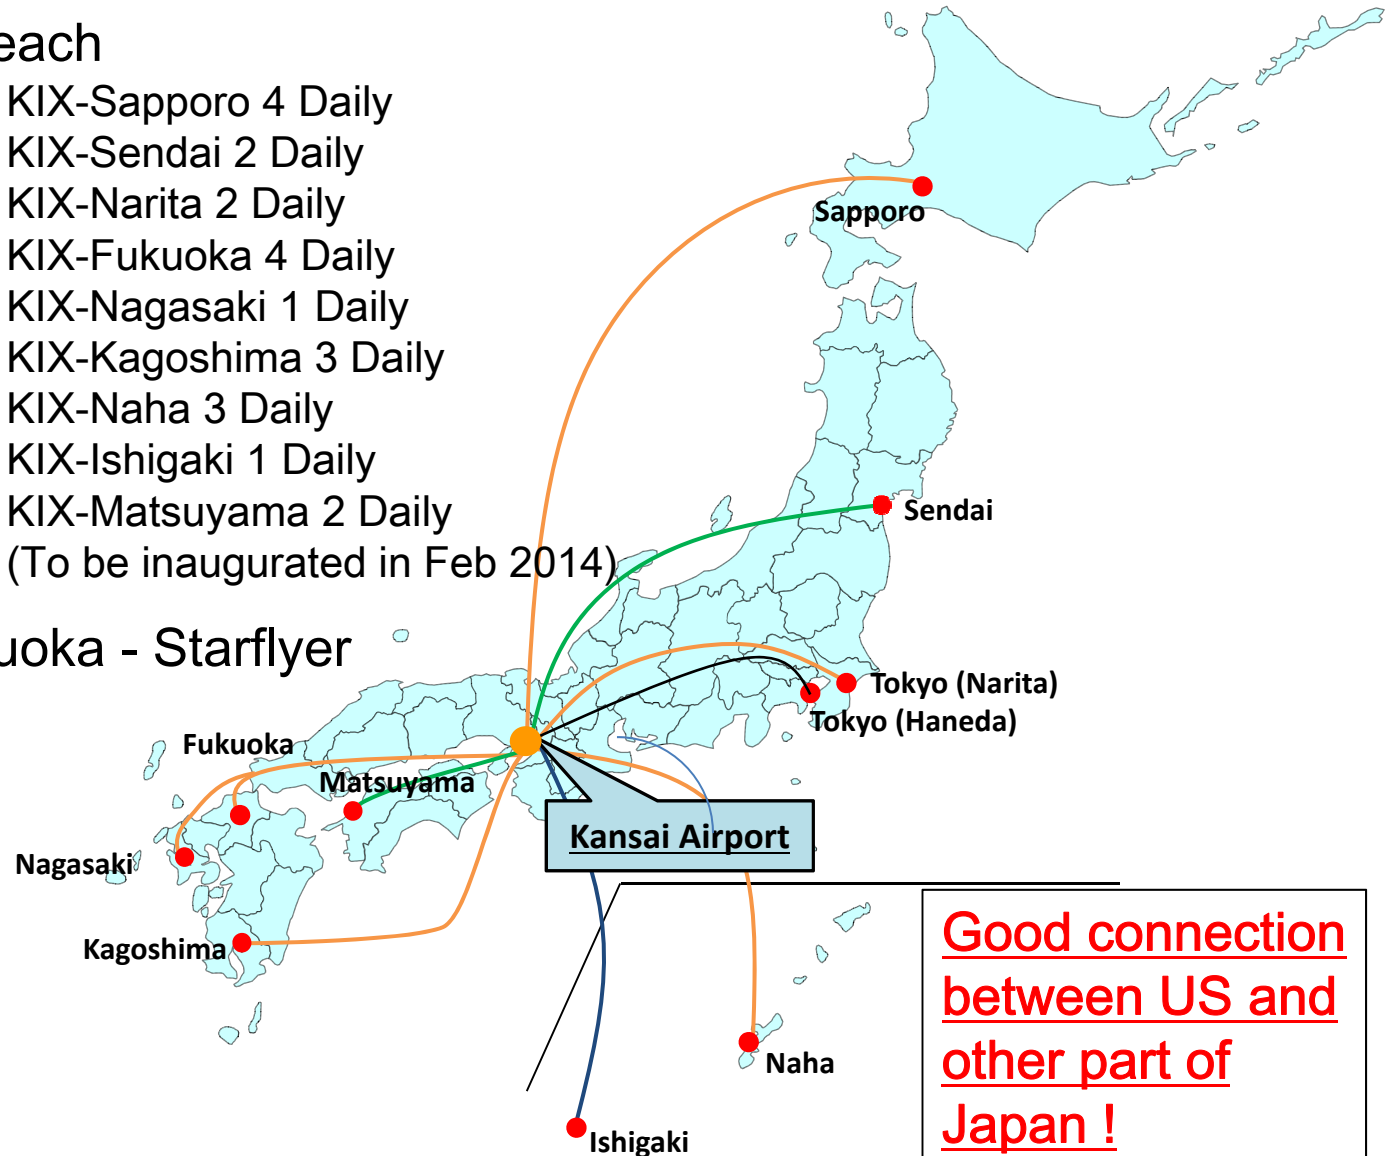 each
KIX-Sapporo 4 Daily
KIX-Sendai 2 Daily
KIX-Narita 2 Daily
KIX-Fukuoka 4 Daily
KIX-Nagasaki 1 Daily
KIX-Kagoshima 3 Daily
KIX-Naha 3 Daily
KIX-Ishigaki 1 Daily
KIX-Matsuyama 2 Daily
(To be inaugurated in Feb 2014)
uoka - Starflyer
Sapporo
Sendai
Tokyo (Narita)
Tokyo (Haneda)
Fukuoka
Matsuyama
Kansai Airport
Nagasaki
Kagoshima
Naha
Ishigaki
Good connection
between US and
other part of
Japan !